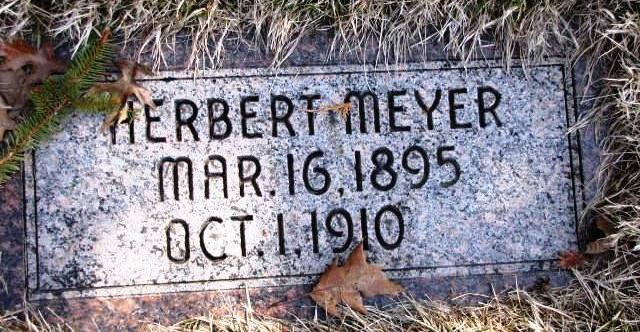 HERBERT MEYER
MAR. 16, 1895
OCT. 1, 1910